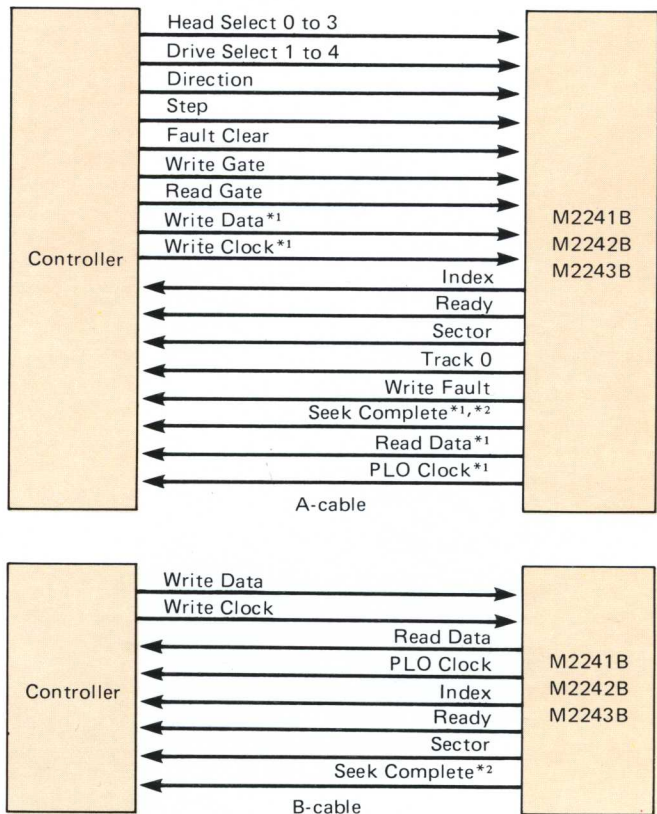 Head Select 0 to 3
Drive Select 1 to 4
Direction
Step
Fault Clear
Write Gate
Read Gate
Write Data*1
Write Clock*1
Controller
M2241B
M2242B
M2243B
Index
Ready
Sector
Track 0
Write Fault
Seek Complete*1,*2
Read Data*1
PLO Clock*1
A-cable
Write Data
Write Clock
Read Data
PLO Clock
Index
Ready
Sector
Seek Complete*2
Controller
M2241B
M2242B
M2243B
B-cable